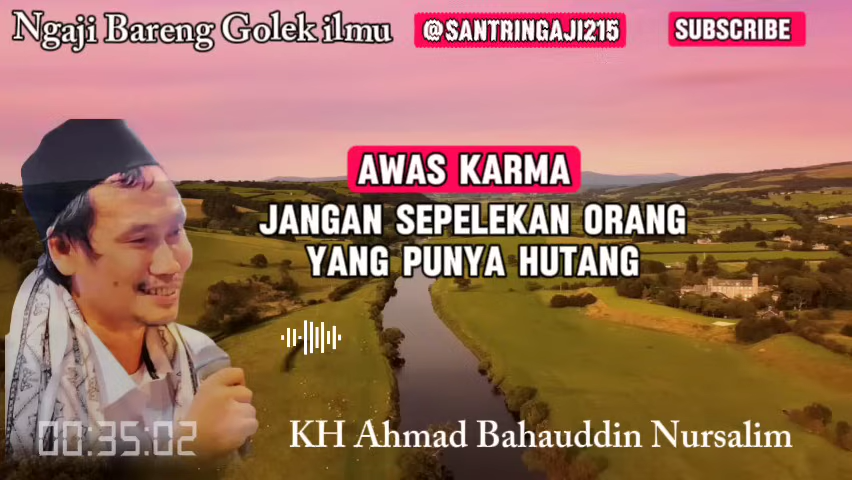 Ngaji Bareng Golek ilmu
@SANTRINGAJI215
SUBSCRIBE
AWAS KARMA
JANGAN SEPELEKAN ORANG
YANG PUNYA HUTANG
00:35:02
KH Ahmad Bahauddin Nursalim